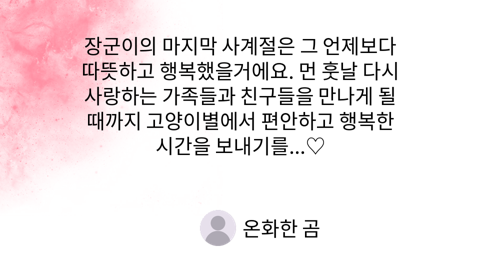 장군이의 마지막 사계절은 그 언제보다
따뜻하고 행복했을거에요. 먼 훗날 다시
사랑하는 가족들과 친구들을 만나게 될
때까지 고양이별에서 편안하고 행복한
시간을 보내기를...♡
온화한 곰